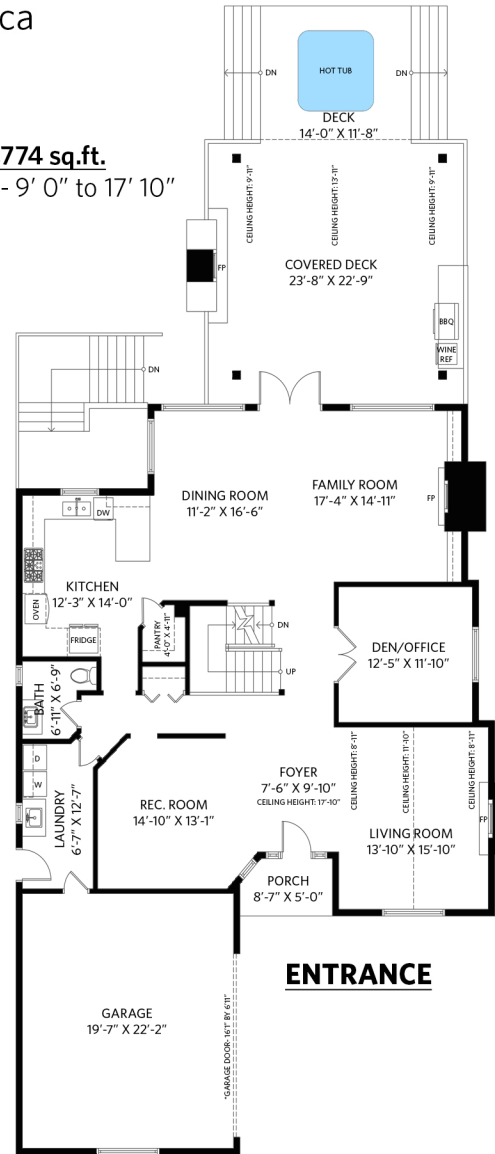 ca
774 sq.ft.
- 9' 0" to 17' 10"
HOT TUB
DN
DN
DECK
14'-0" X 11'-8"
CEILING HEIGHT: 9'-11"
CEILING HEIGHT: 13'-11"
CEILING HEIGHT: 9'-11"
COVERED DECK
23'-8" X 22'-9"
FP
BBQ
WINE
REF
DN
DINING ROOM
11'-2" X 16'-6"
FAMILY ROOM
17'-4" X 14'-11"
FP
DW
KITCHEN
12'-3" X 14'-0"
OVEN
FRIDGE
PANTRY
4'-0" X 4'-11"
DN
UP
DEN/OFFICE
12'-5" X 11'-10"
BATH
6'-11" X 6'-9"
D
W
LAUNDRY
6'-7" X 12'-7"
REC. ROOM
14'-10" X 13'-1"
FOYER
7'-6" X 9'-10"
CEILING HEIGHT: 17'-10"
CEILING HEIGHT: 8'-11"
CEILING HEIGHT: 11'-10"
CEILING HEIGHT: 8'-11"
FP
LIVING ROOM
13'-10" X 15'-10"
PORCH
8'-7" X 5'-0"
ENTRANCE
GARAGE
19'-7" X 22'-2"
*GARAGE DOOR- 16'1" BY 6'11"